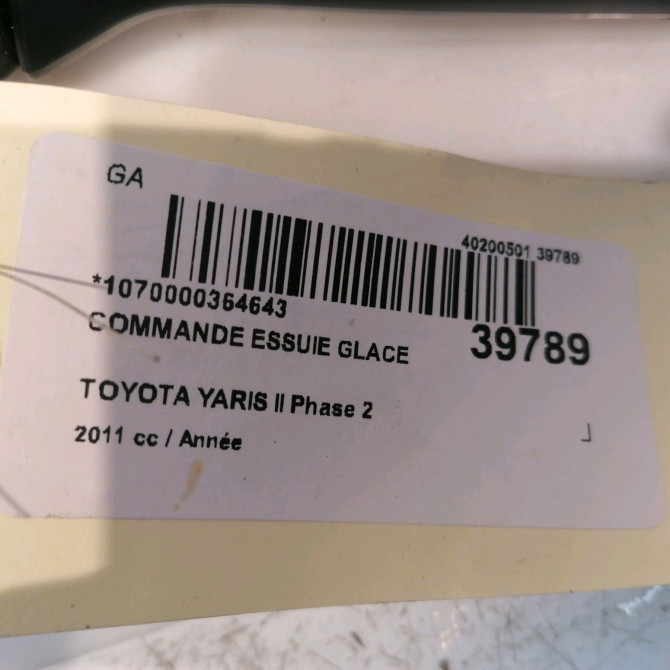 GA
40200501 39789
*1070000364643
COMMANDE ESSUIE GLACE
39789
TOYOTA YARIS II Phase 2
2011 cc / Année